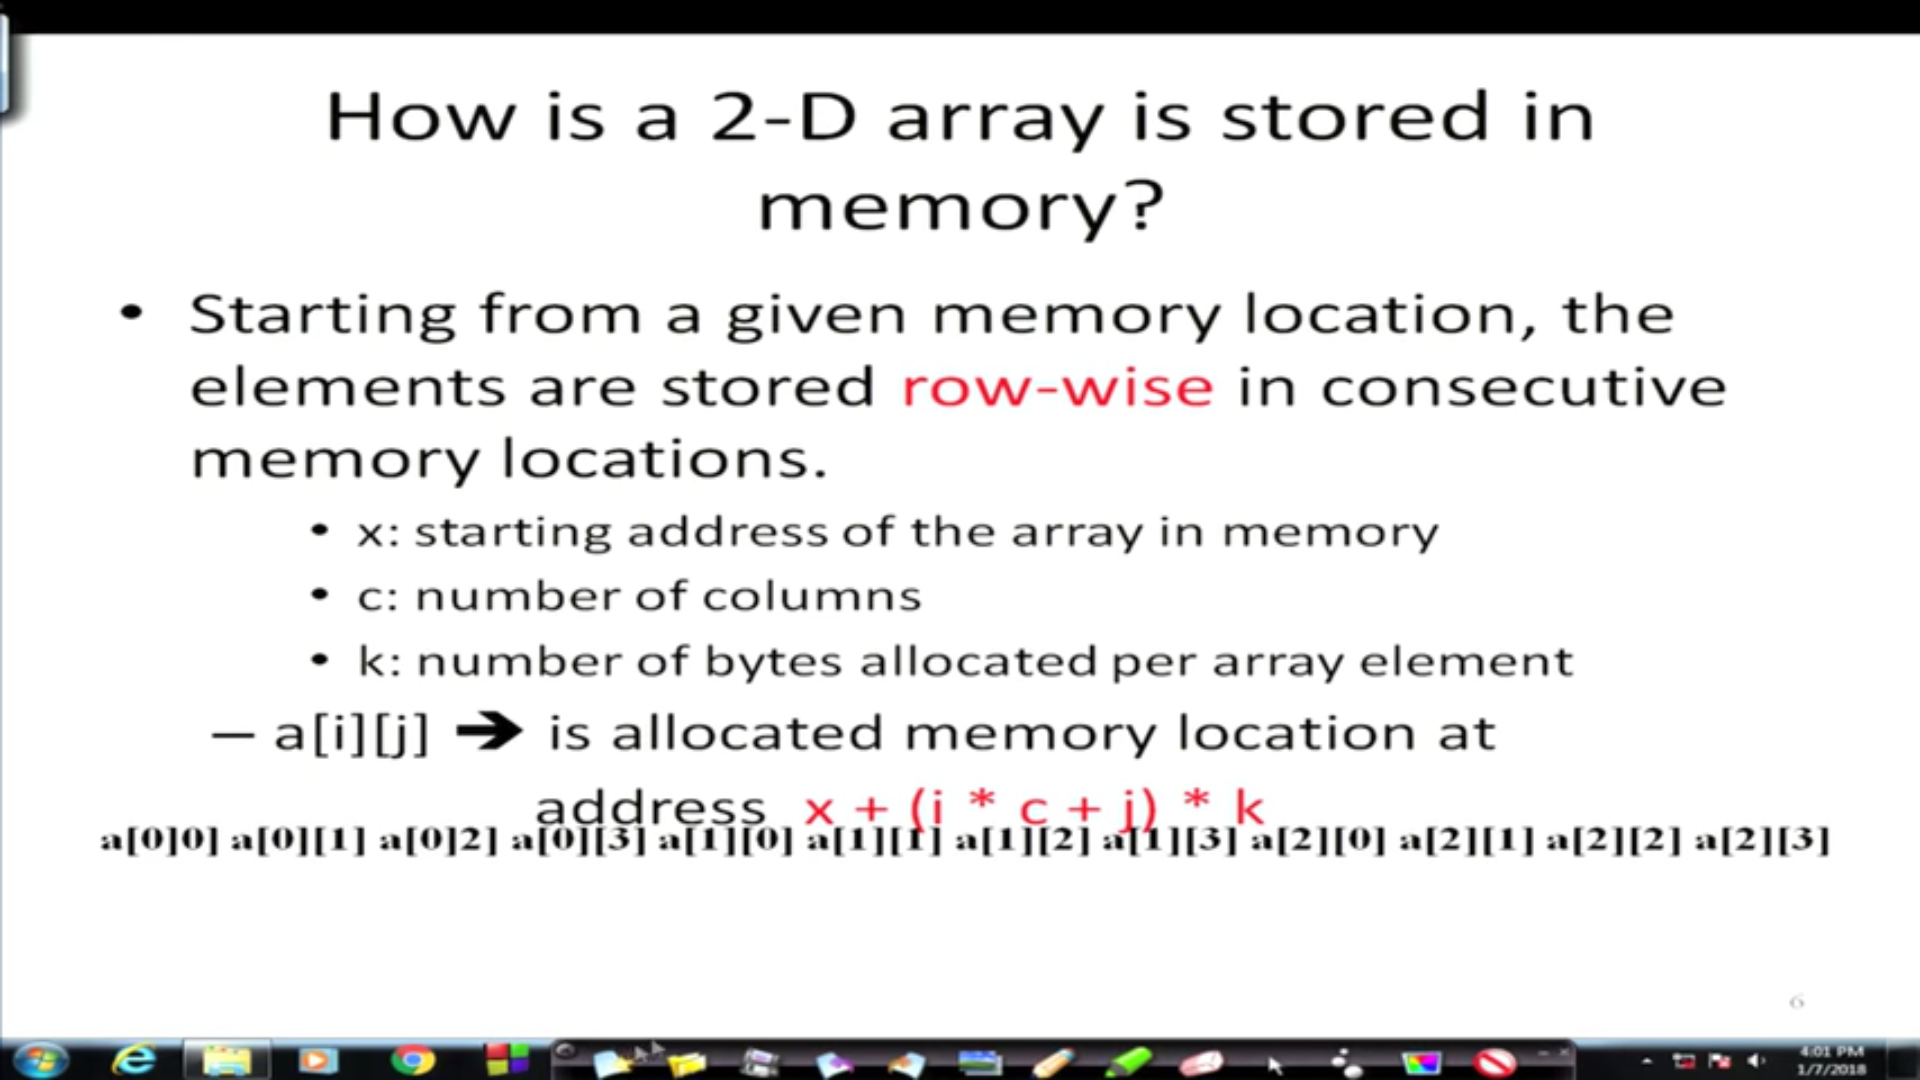 How is a 2-D array is stored in
memory?
• Starting from a given memory location, the
elements are stored row-wise in consecutive
memory locations.
• x: starting address of the array in memory
• c: number of columns
• k: number of bytes allocated per array element
– a[i][j] ➔ is allocated memory location at
address x + (i * c + j) * k
a[0]0] a[0][1] a[0]2] a[0][3] a[1][0] a[1][1] a[1][2] a[1][3] a[2][0] a[2][1] a[2][2] a[2][3]
6
4:01 PM
1/7/2018